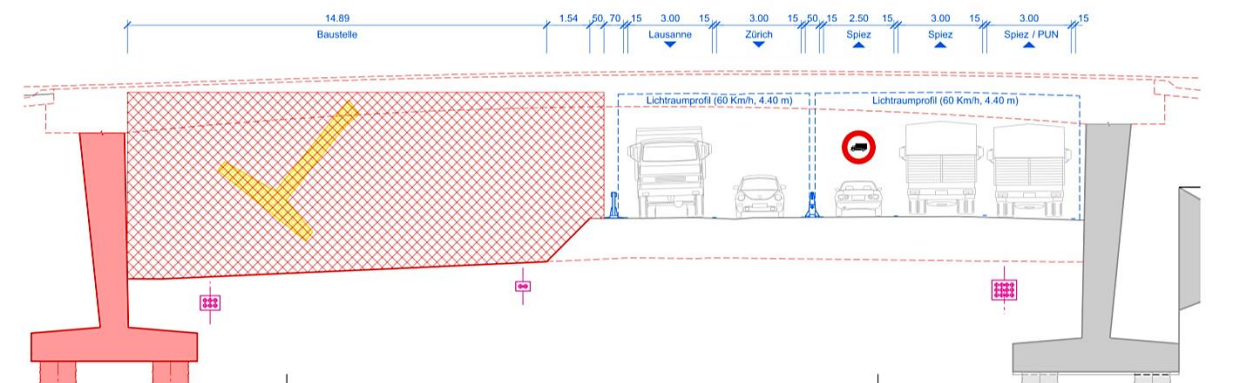 14.89 1.54 50 70 15 3.00 15 3.00 15 50 15 2.50 15 3.00 15 3.00 15
Baustelle Lausanne Zürich Spiez Spiez Spiez / PUN
Lichtraumprofil (60 Km/h, 4.40 m) Lichtraumprofil (60 Km/h, 4.40 m)